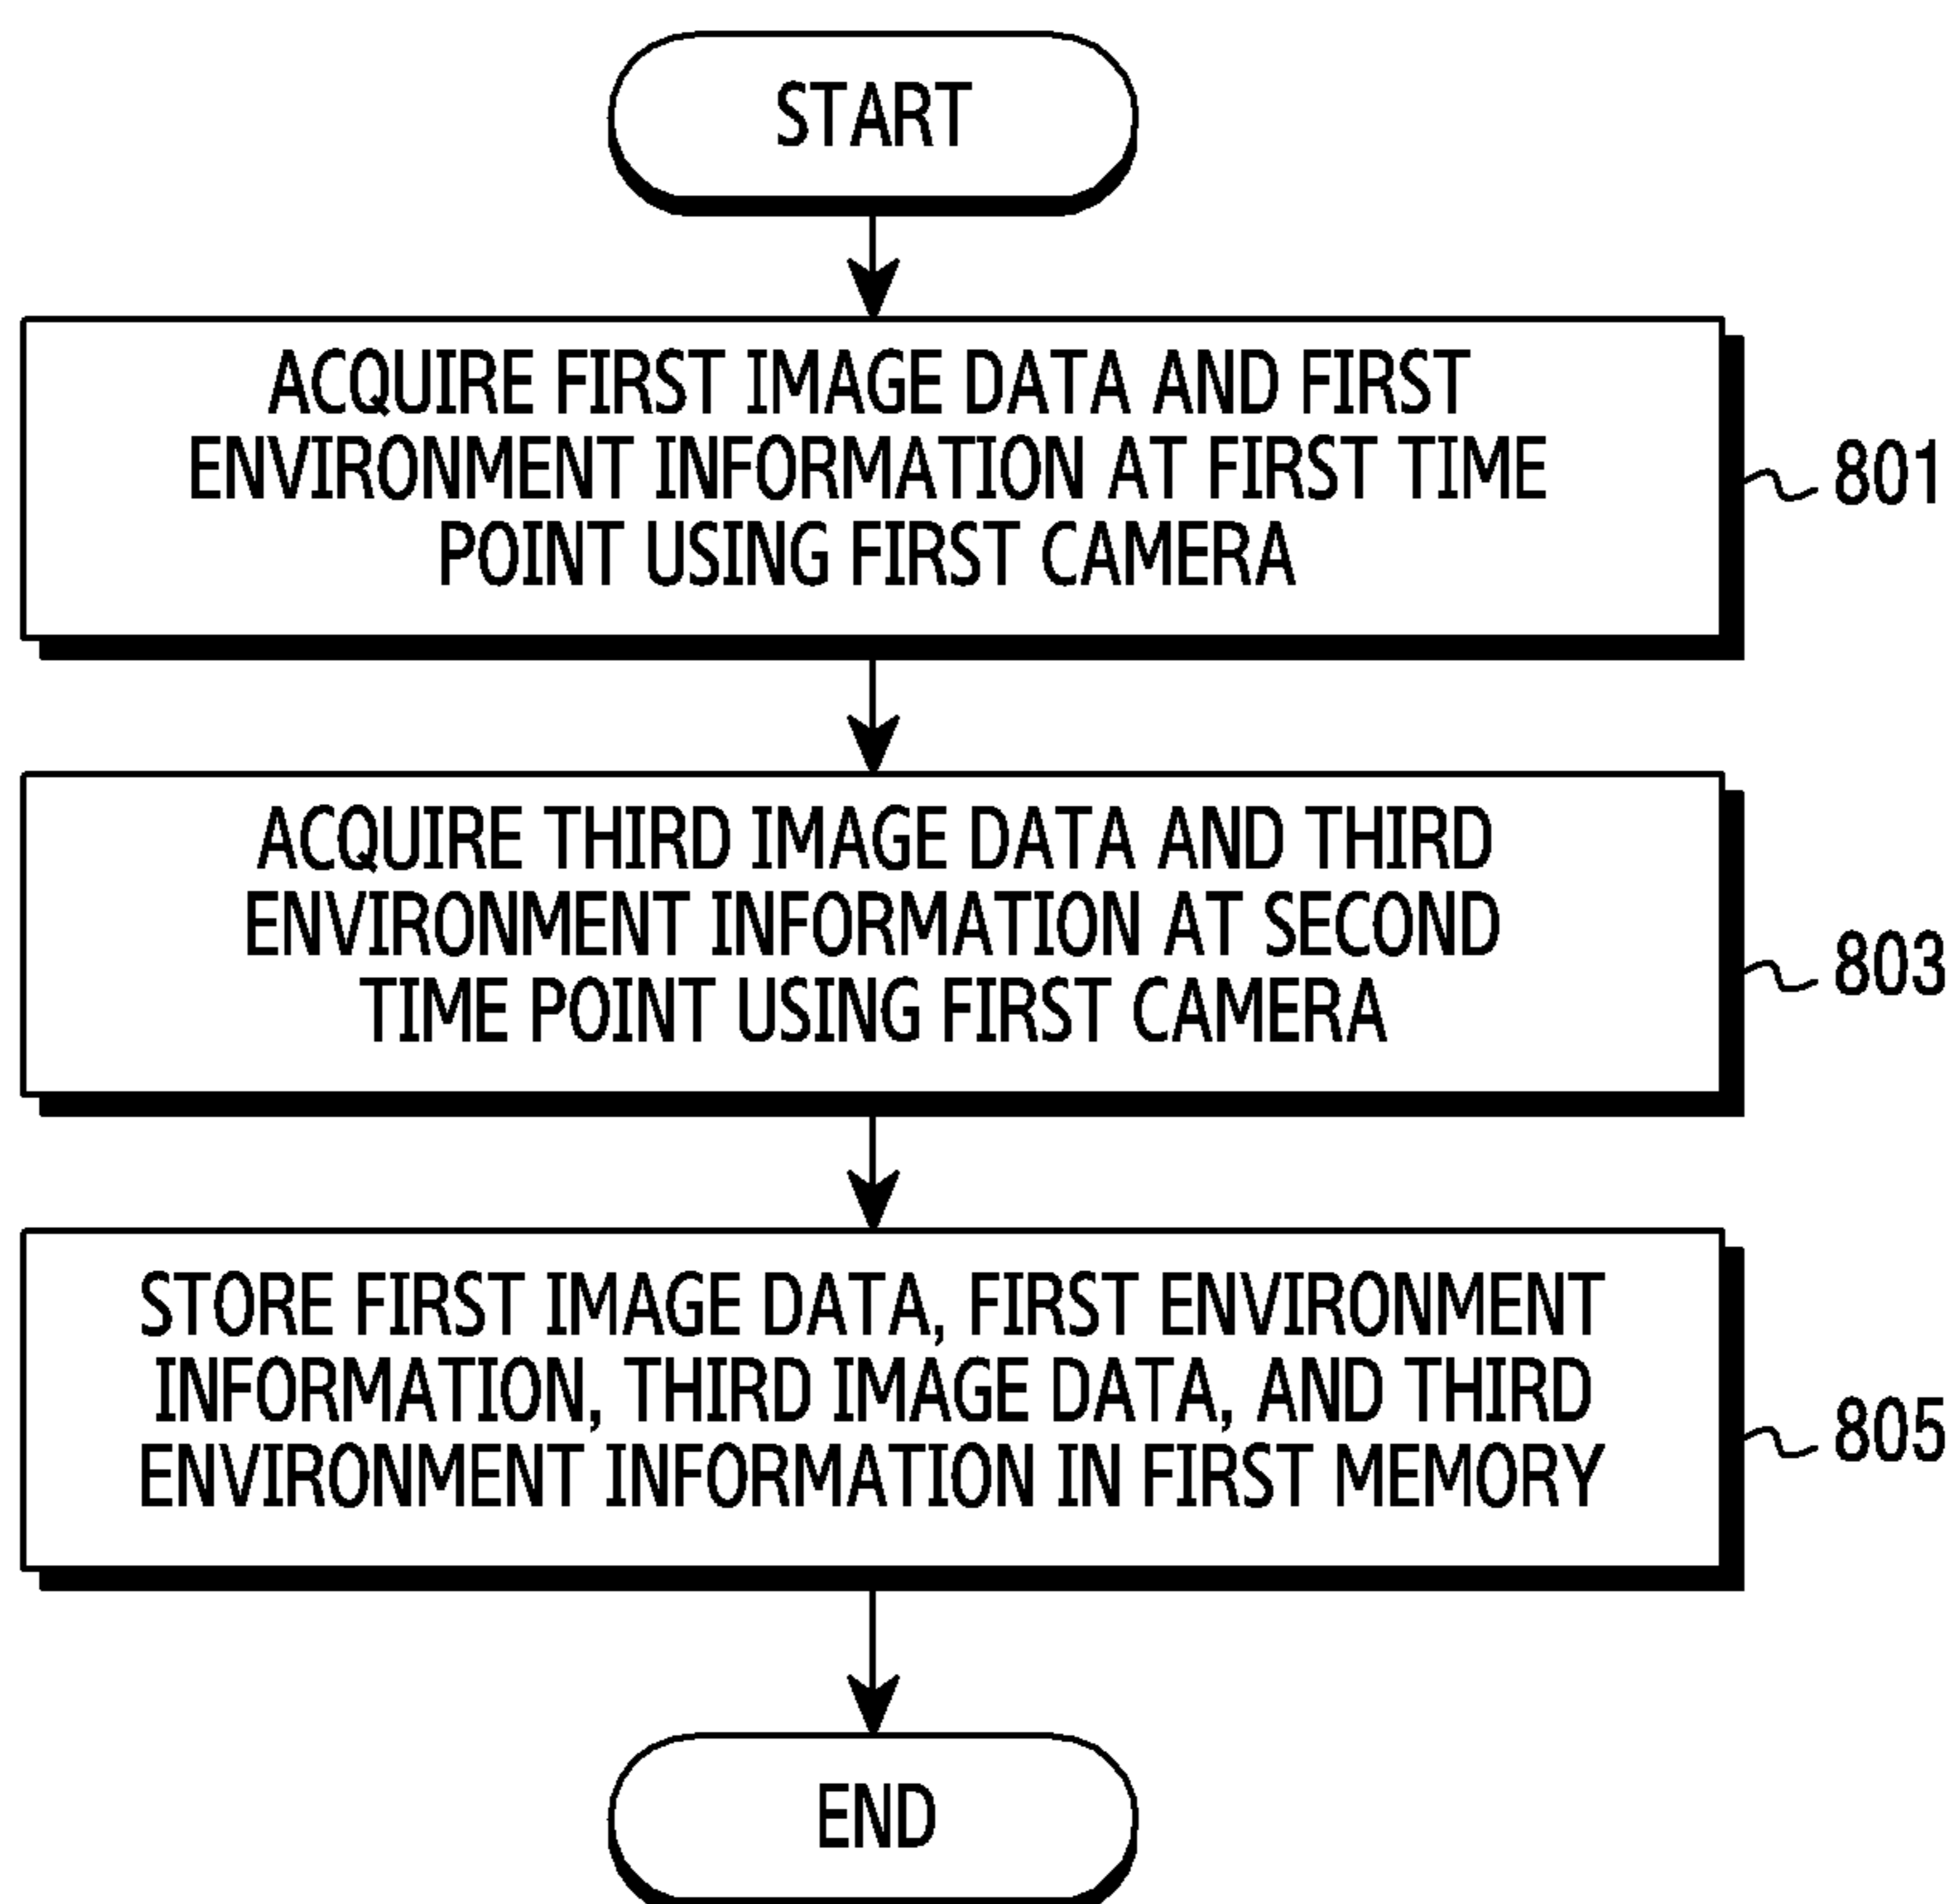 START
ACQUIRE FIRST IMAGE DATA AND FIRST
ENVIRONMENT INFORMATION AT FIRST TIME
POINT USING FIRST CAMERA
801
ACQUIRE THIRD IMAGE DATA AND THIRD
ENVIRONMENT INFORMATION AT SECOND
TIME POINT USING FIRST CAMERA
803
STORE FIRST IMAGE DATA, FIRST ENVIRONMENT
INFORMATION, THIRD IMAGE DATA, AND THIRD
ENVIRONMENT INFORMATION IN FIRST MEMORY
805
END